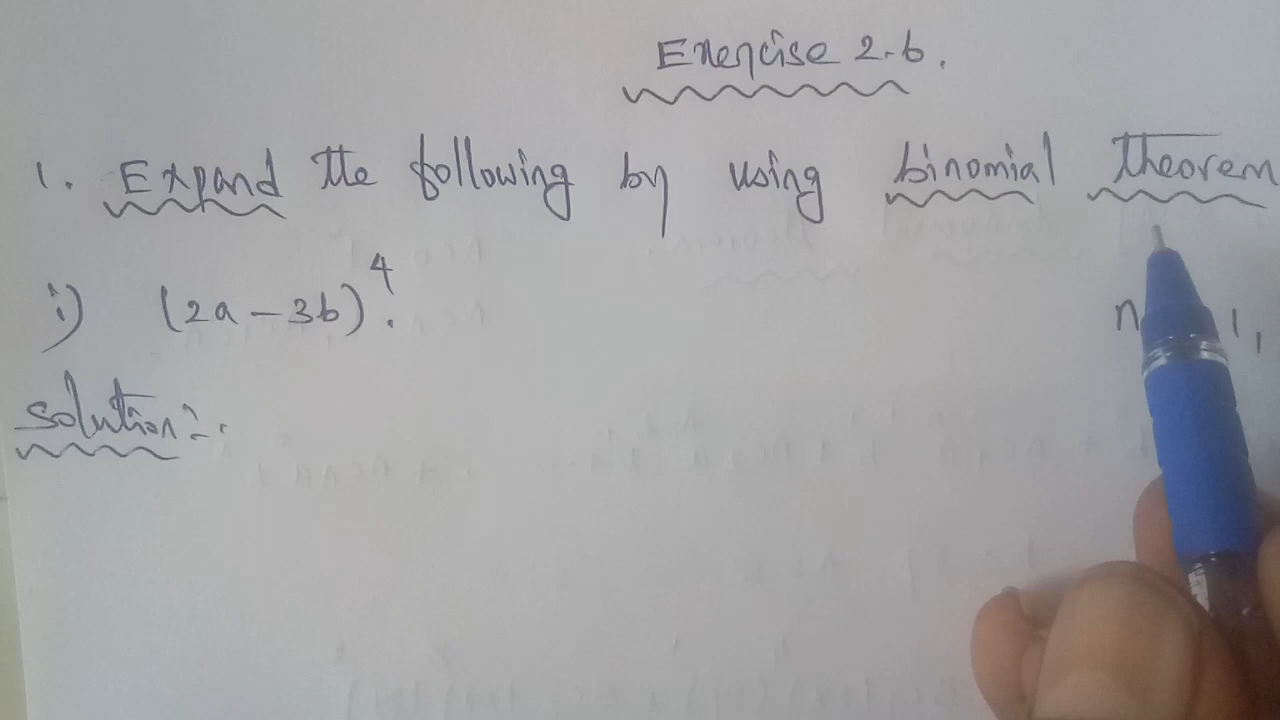 Exercise 2.6.
1. Expand the following by using binomial theorem
i) (2a - 3b)⁴.
Solution:-